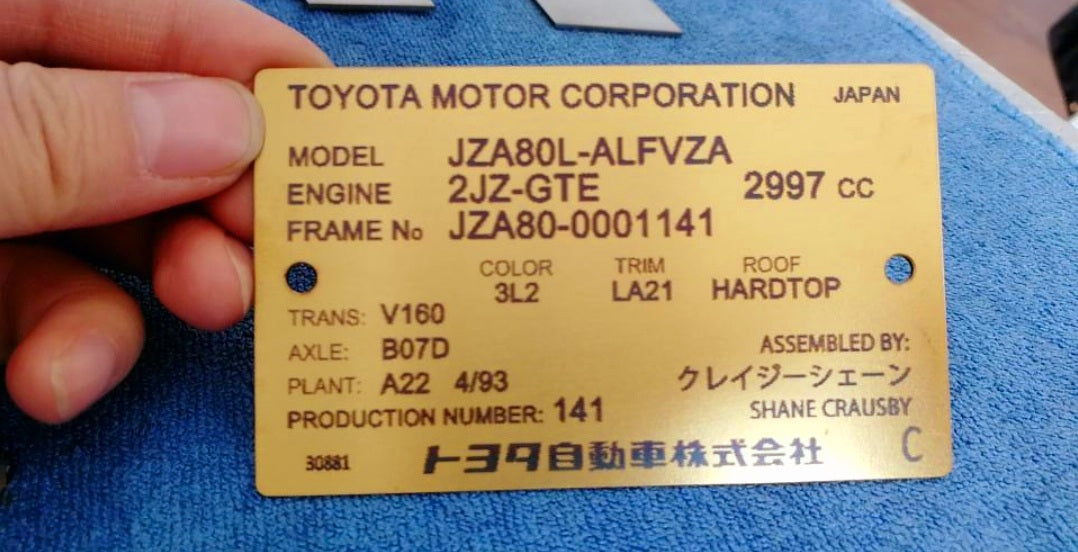 TOYOTA MOTOR CORPORATION JAPAN
MODEL JZA80L-ALFVZA
ENGINE 2JZ-GTE 2997 CC
FRAME No JZA80-0001141
COLOR TRIM ROOF
3L2 LA21 HARDTOP
TRANS: V160
AXLE: B07D ASSEMBLED BY:
PLANT: A22 4/93 クレイジーシェーン
PRODUCTION NUMBER: 141 SHANE CRAUSBY
30881 トヨタ自動車株式会社 C